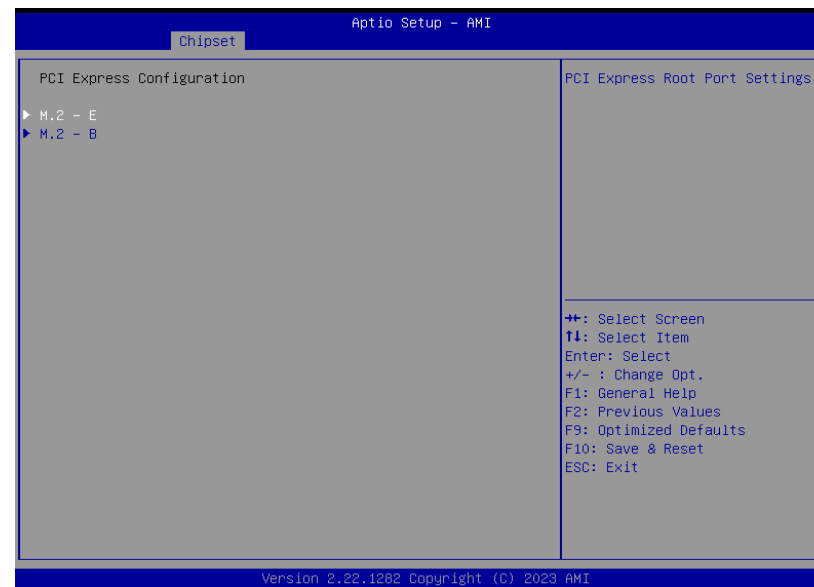 Aptio Setup – AMI
Chipset
PCI Express Configuration
▶ M.2 – E
▶ M.2 – B
PCI Express Root Port Settings
→←: Select Screen
↑↓: Select Item
Enter: Select
+/– : Change Opt.
F1: General Help
F2: Previous Values
F9: Optimized Defaults
F10: Save & Reset
ESC: Exit
Version 2.22.1282 Copyright (C) 2023 AMI